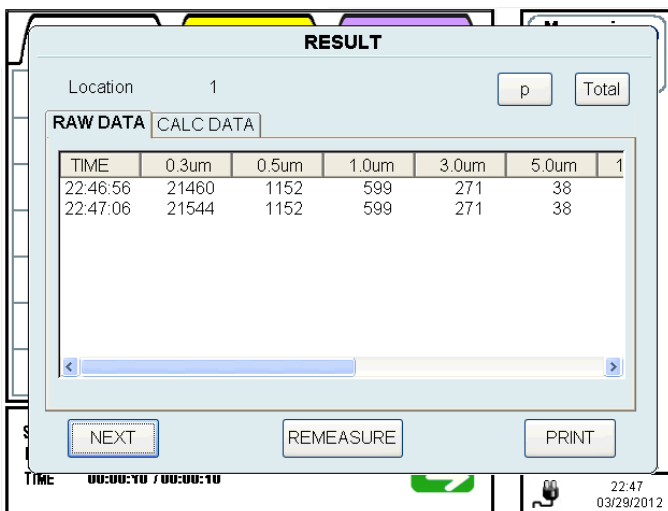 RESULT
Location 1 p Total
RAW DATA CALC DATA
TIME 0.3um 0.5um 1.0um 3.0um 5.0um 1
22:46:56 21460 1152 599 271 38
22:47:06 21544 1152 599 271 38
NEXT REMEASURE PRINT
TIME 00:00:10 / 00:00:10
22:47
03/29/2012